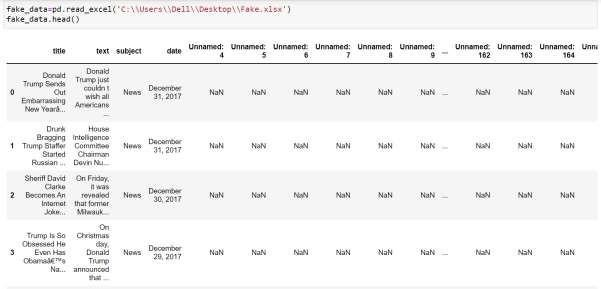 fake_data=pd.read_excel('C:\\Users\\Dell\\Desktop\\Fake.xlsx')
fake_data.head()
title text subject date Unnamed: 4 Unnamed: 5 Unnamed: 6 Unnamed: 7 Unnamed: 8 Unnamed: 9 ... Unnamed: 162 Unnamed: 163 Unnamed: 164
0 Donald Trump Sends Out Embarrassing New Yearâ... Donald Trump just couldn t wish all Americans ... News December 31, 2017 NaN NaN NaN NaN NaN NaN ... NaN NaN NaN
1 Drunk Bragging Trump Staffer Started Russian ... House Intelligence Committee Chairman Devin Nu... News December 31, 2017 NaN NaN NaN NaN NaN NaN ... NaN NaN NaN
2 Sheriff David Clarke Becomes An Internet Joke... On Friday, it was revealed that former Milwauk... News December 30, 2017 NaN NaN NaN NaN NaN NaN ... NaN NaN NaN
3 Trump Is So Obsessed He Even Has Obamaâ€™s Na... On Christmas day, Donald Trump announced that ... News December 29, 2017 NaN NaN NaN NaN NaN NaN ... NaN NaN NaN